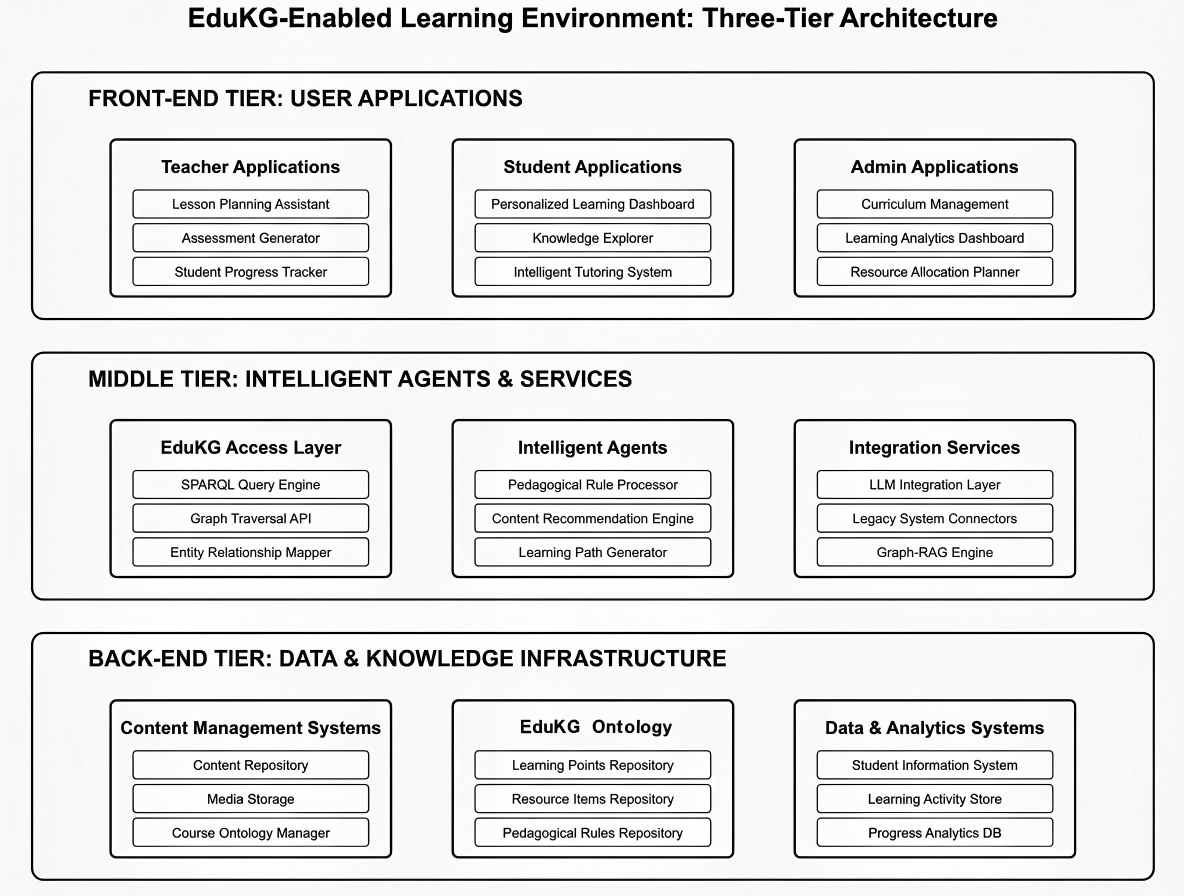 EduKG-Enabled Learning Environment: Three-Tier Architecture
FRONT-END TIER: USER APPLICATIONS
Teacher Applications
Lesson Planning Assistant
Assessment Generator
Student Progress Tracker
Student Applications
Personalized Learning Dashboard
Knowledge Explorer
Intelligent Tutoring System
Admin Applications
Curriculum Management
Learning Analytics Dashboard
Resource Allocation Planner
MIDDLE TIER: INTELLIGENT AGENTS & SERVICES
EduKG Access Layer
SPARQL Query Engine
Graph Traversal API
Entity Relationship Mapper
Intelligent Agents
Pedagogical Rule Processor
Content Recommendation Engine
Learning Path Generator
Integration Services
LLM Integration Layer
Legacy System Connectors
Graph-RAG Engine
BACK-END TIER: DATA & KNOWLEDGE INFRASTRUCTURE
Content Management Systems
Content Repository
Media Storage
Course Ontology Manager
EduKG Ontology
Learning Points Repository
Resource Items Repository
Pedagogical Rules Repository
Data & Analytics Systems
Student Information System
Learning Activity Store
Progress Analytics DB